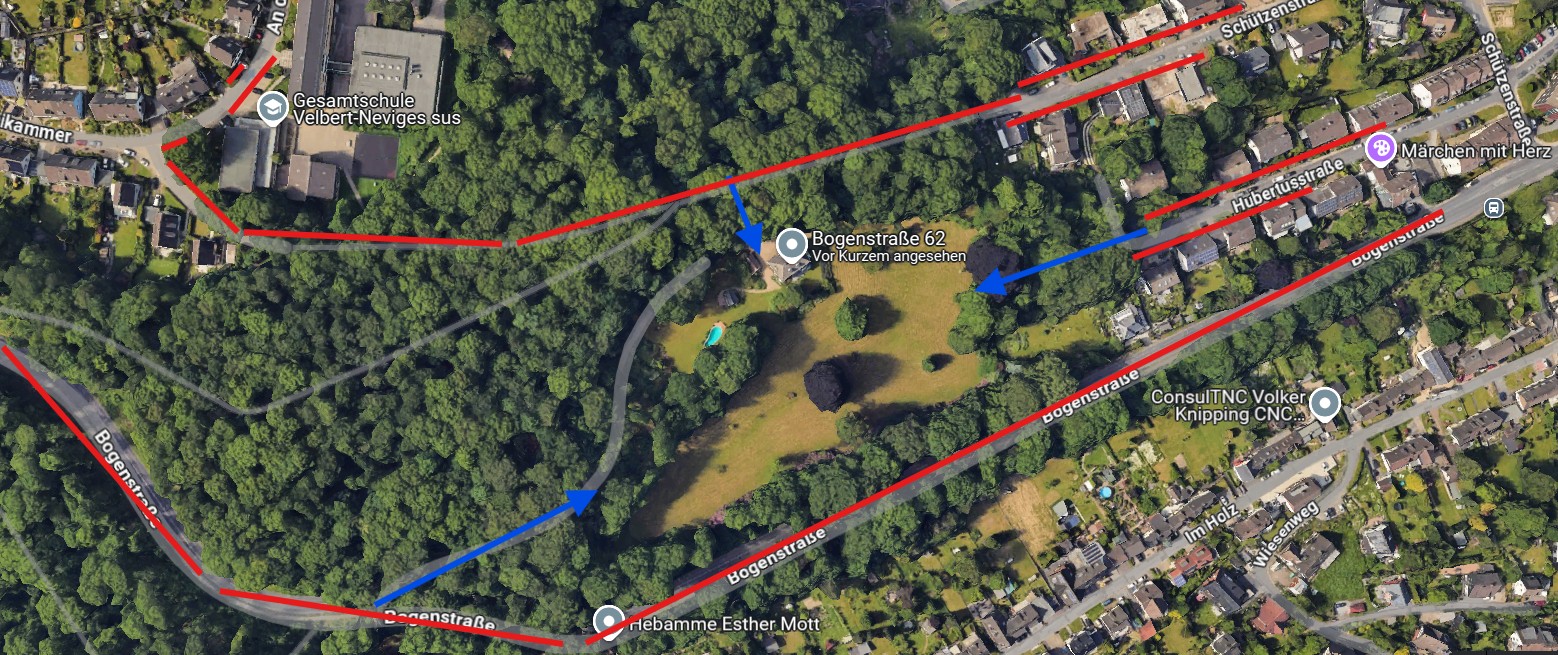 An d
Schützenstra
Gesamtschule
Velbert-Neviges sus
ikammer
Schützenstraße
Märchen mit Herz
Hubertusstraße
Bogenstraße 62
Vor Kurzem angesehen
Bogenstraße
Bogenstraße
ConsulTNC Volker
Knipping CNC...
Bogenstraße
Im Holz
Wiesenweg
Bogenstraße
Bogenstraße
Hebamme Esther Mott